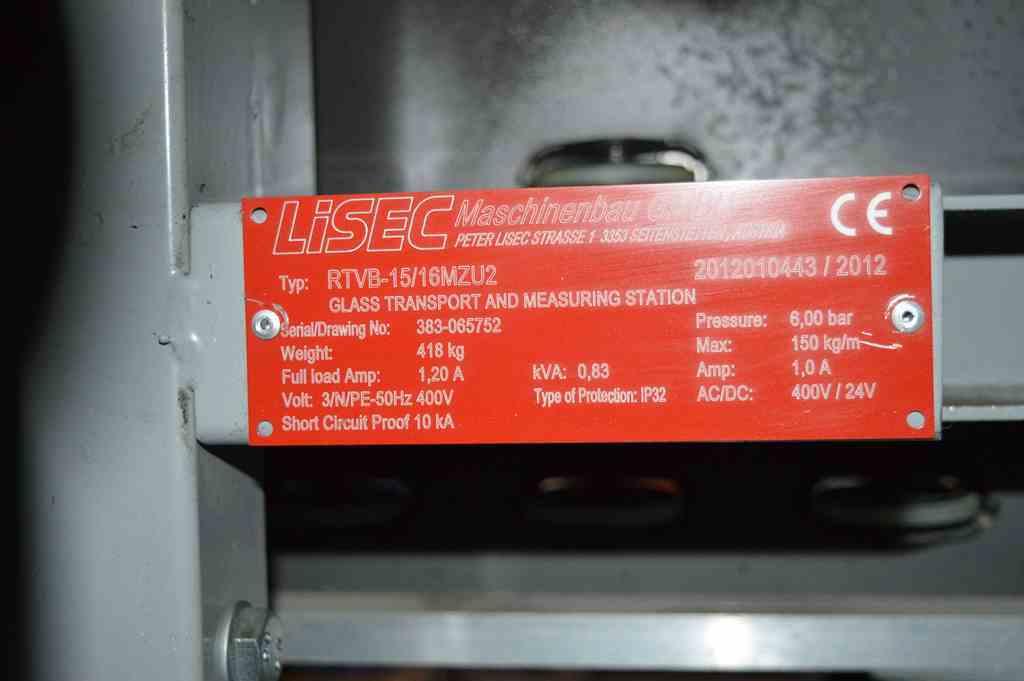 LiSEC Maschinenbau
PETER LISEC STRASSE 1 3353 SEITENSTETTEN, AUSTRIA
CE
Typ: RTVB-15/16MZU2
2012010443 / 2012
GLASS TRANSPORT AND MEASURING STATION
Serial/Drawing No: 383-065752
Weight: 418 kg
Full load Amp: 1,20 A
Volt: 3/N/PE-50Hz 400V
Short Circuit Proof 10 kA
kVA: 0,83
Type of Protection: IP32
Pressure: 6,00 bar
Max: 150 kg/m
Amp: 1,0 A
AC/DC: 400V / 24V